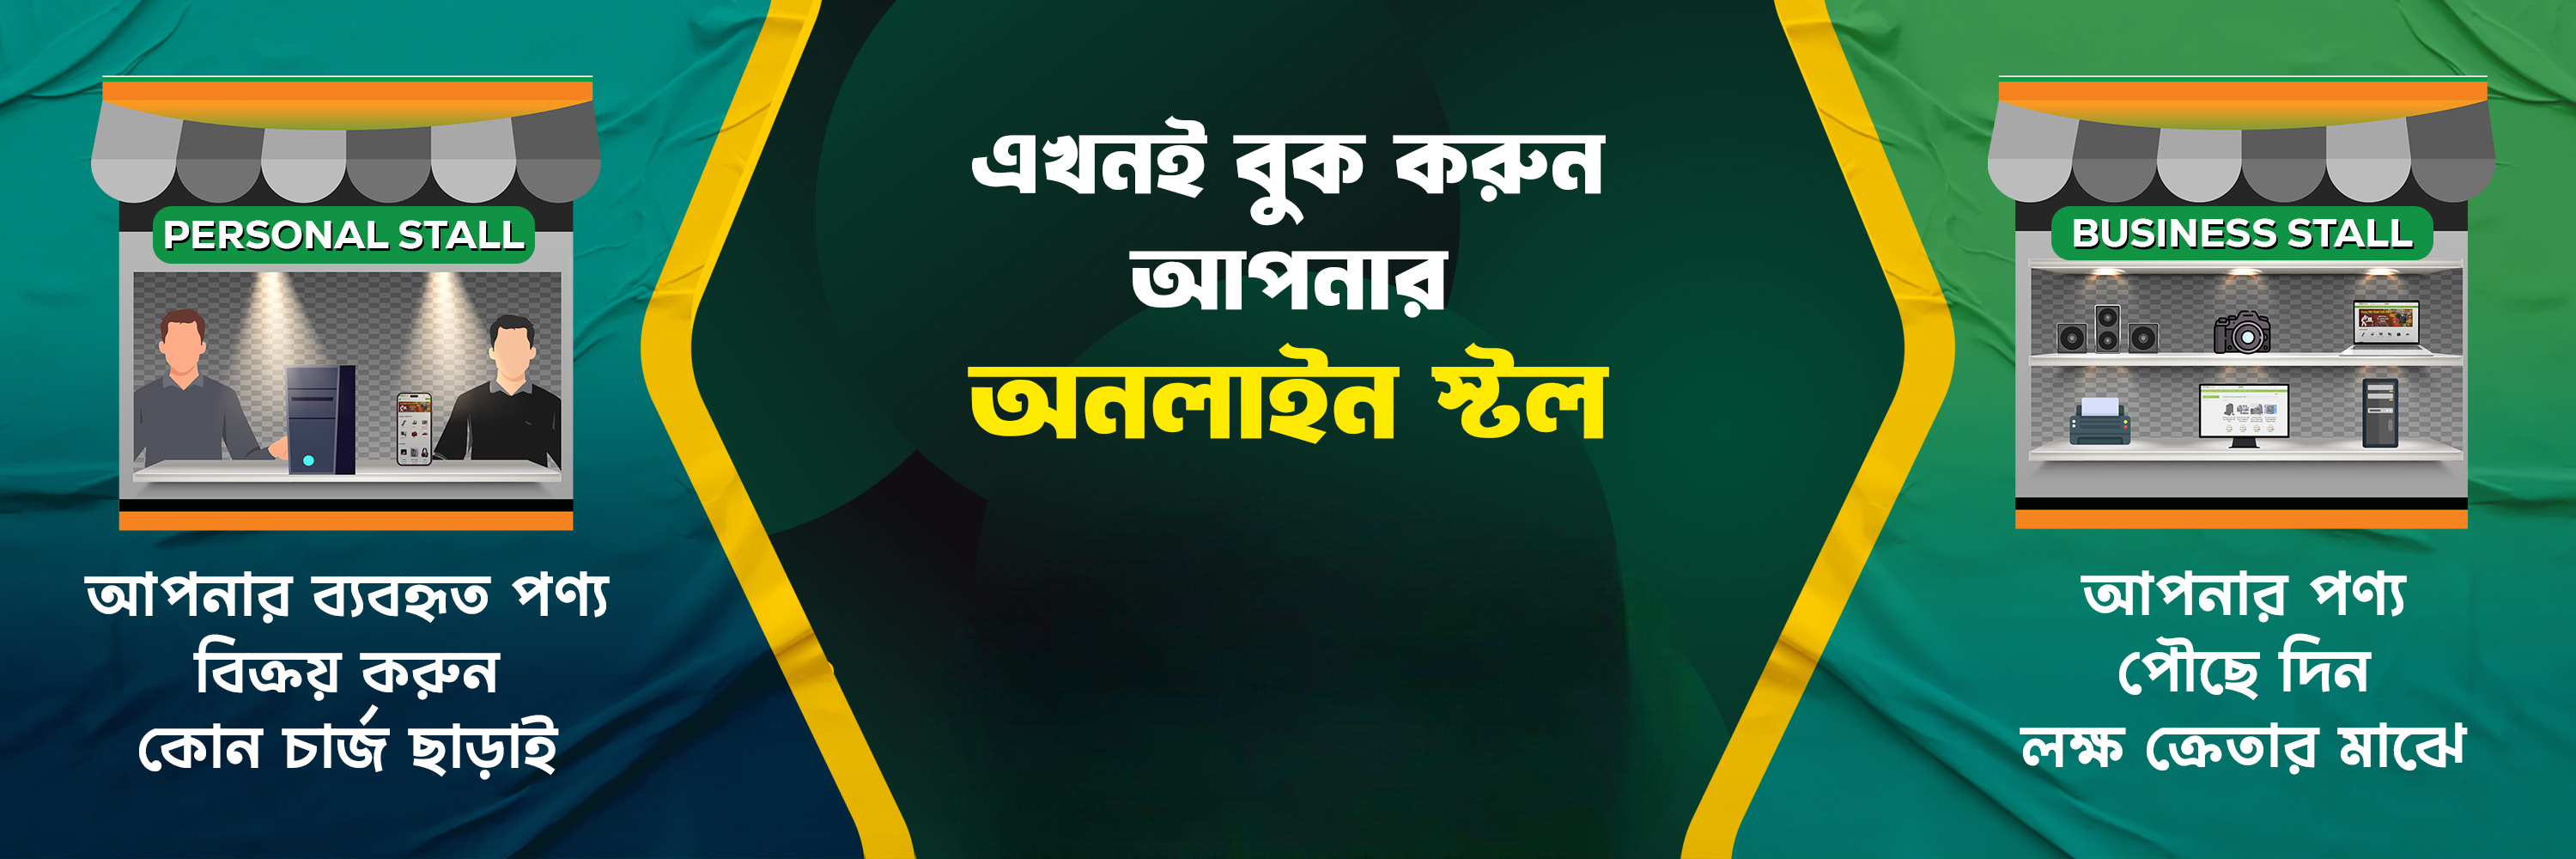 PERSONAL STALL
আপনার ব্যবহৃত পণ্য
বিক্রয় করুন
কোন চার্জ ছাড়াই
এখনই বুক করুন
আপনার
অনলাইন স্টল
BUSINESS STALL
আপনার পণ্য
পৌছে দিন
লক্ষ ক্রেতার মাঝে